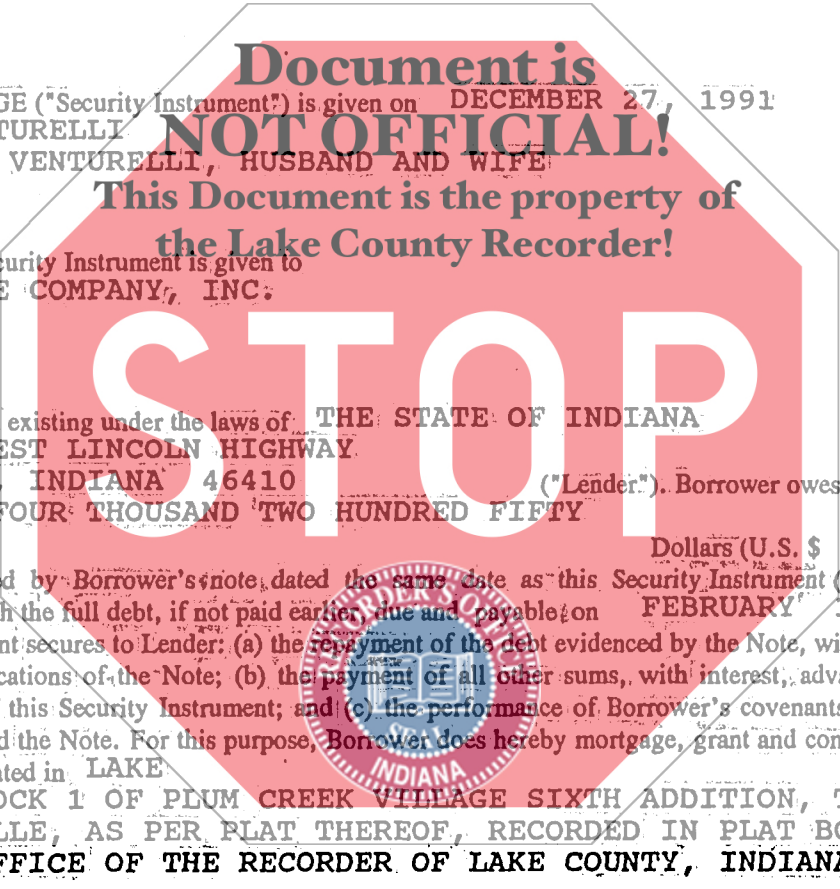 Document is
GE ("Security Instrument") is given on DECEMBER 27, 1991
TURELLI
NOT OFFICIAL!
VENTURELLI, HUSBAND AND WIFE
This Document is the property of
the Lake County Recorder!
curity Instrument is given to
E COMPANY, INC.
STOP
existing under the laws of THE STATE OF INDIANA
EST LINCOLN HIGHWAY
, INDIANA 46410 ("Lender"). Borrower owes
FOUR THOUSAND TWO HUNDRED FIFTY
Dollars (U.S. $
d by Borrower's note dated the same date as this Security Instrument (
h the full debt, if not paid earlier, due and payable on FEBRUARY
nt secures to Lender: (a) the repayment of the debt evidenced by the Note, wi
cations of the Note; (b) the payment of all other sums, with interest, adv
this Security Instrument; and (c) the performance of Borrower's covenants
d the Note. For this purpose, Borrower does hereby mortgage, grant and con
ated in LAKE
RECORDER'S OFFICE
SEAL
INDIANA
OCK 1 OF PLUM CREEK VILLAGE SIXTH ADDITION, T
LLE, AS PER PLAT THEREOF, RECORDED IN PLAT BO
FFICE OF THE RECORDER OF LAKE COUNTY, INDIANA